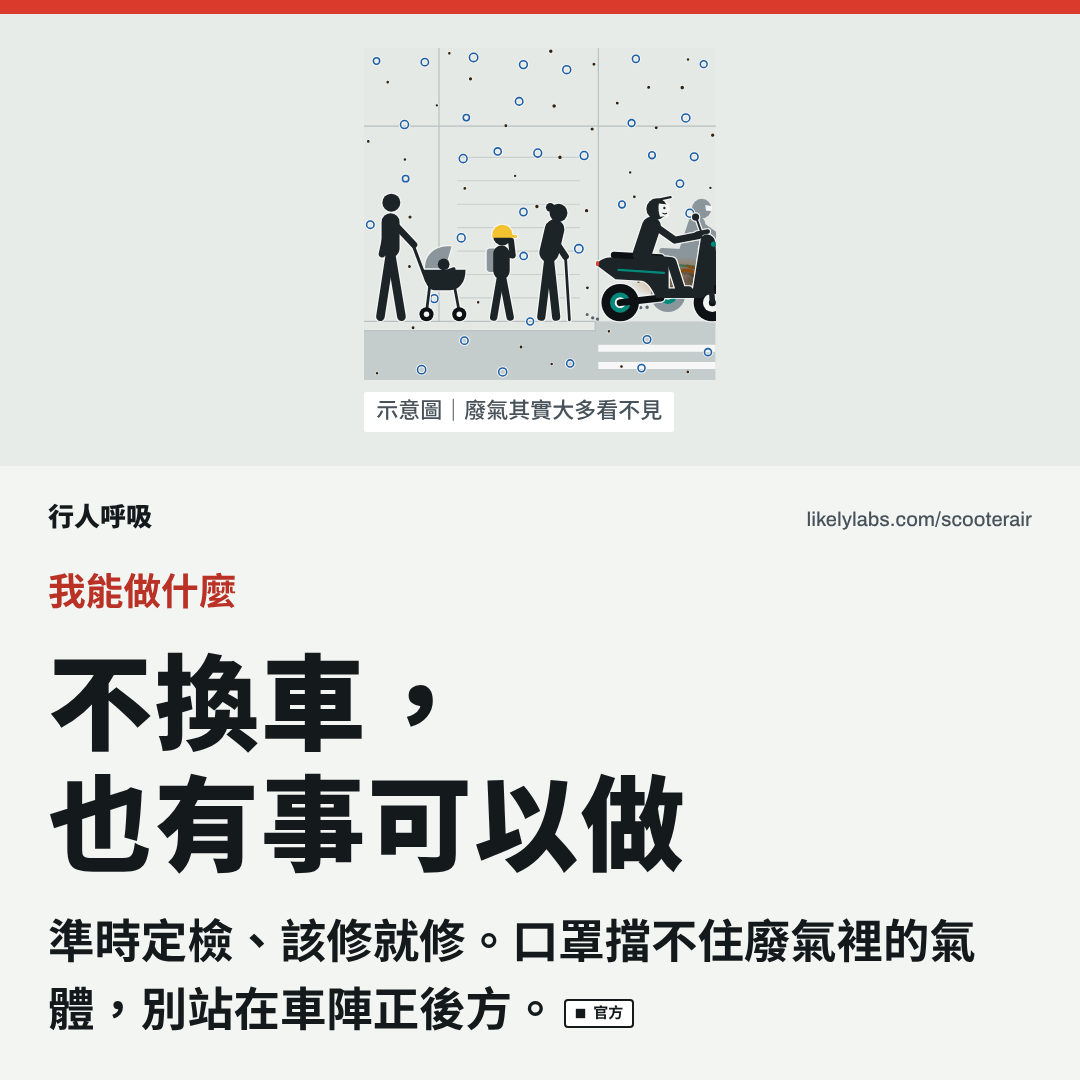 示意圖｜廢氣其實大多看不見
行人呼吸
likelylabs.com/scooterair
我能做什麼
不換車，
也有事可以做
準時定檢、該修就修。口罩擋不住廢氣裡的氣
體，別站在車陣正後方。 ■ 官方